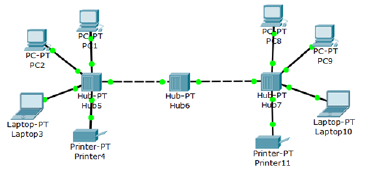 PC-PT
PC1
PC-PT
PC2
Hub-PT
Hub5
Laptop-PT
Laptop3
Printer-PT
Printer4
Hub-PT
Hub6
PC-PT
PC8
PC-PT
PC9
Hub-PT
Hub7
Laptop-PT
Laptop10
Printer-PT
Printer11